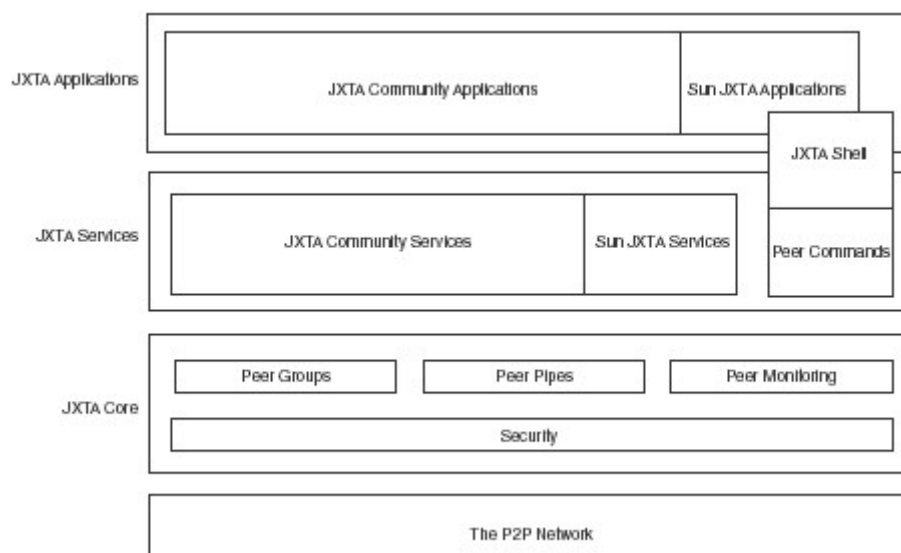 JXTA Applications
JXTA Community Applications
Sun JXTA Applications
JXTA Shell
JXTA Services
JXTA Community Services
Sun JXTA Services
Peer Commands
JXTA Core
Peer Groups
Peer Pipes
Peer Monitoring
Security
The P2P Network